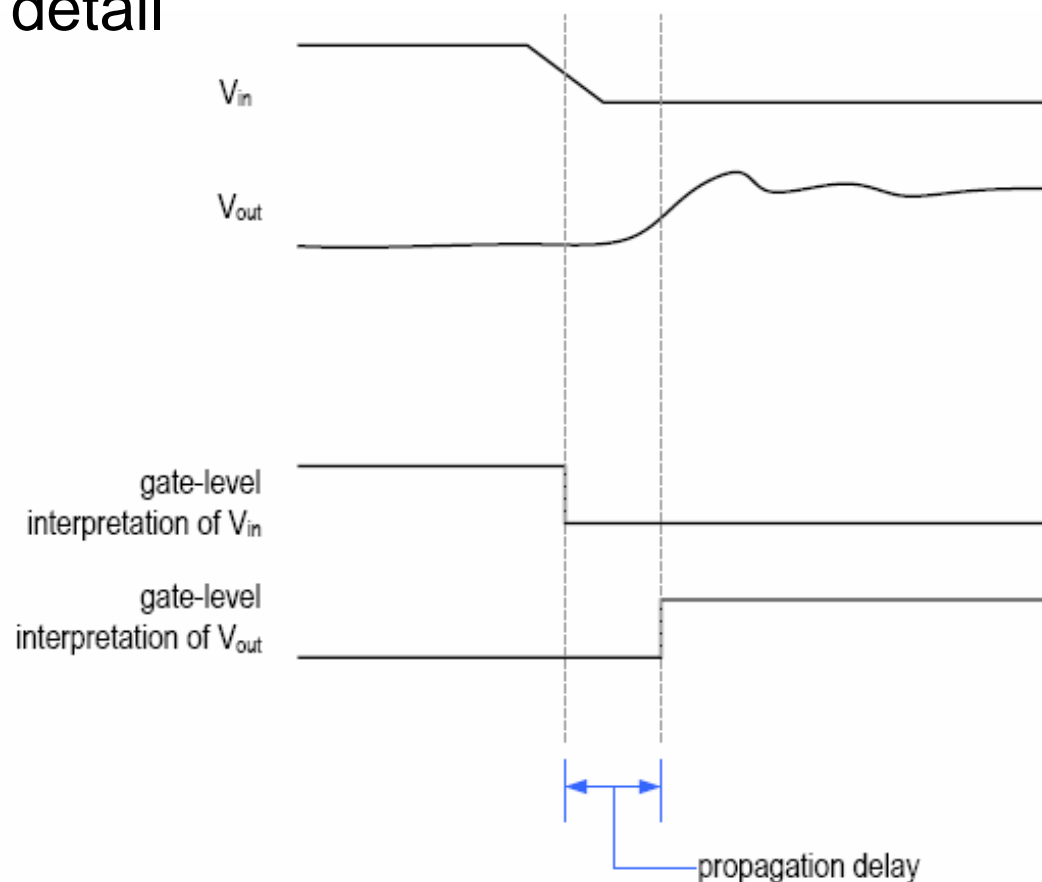 detail
Vin
Vout
gate-level
interpretation of Vin
gate-level
interpretation of Vout
propagation delay